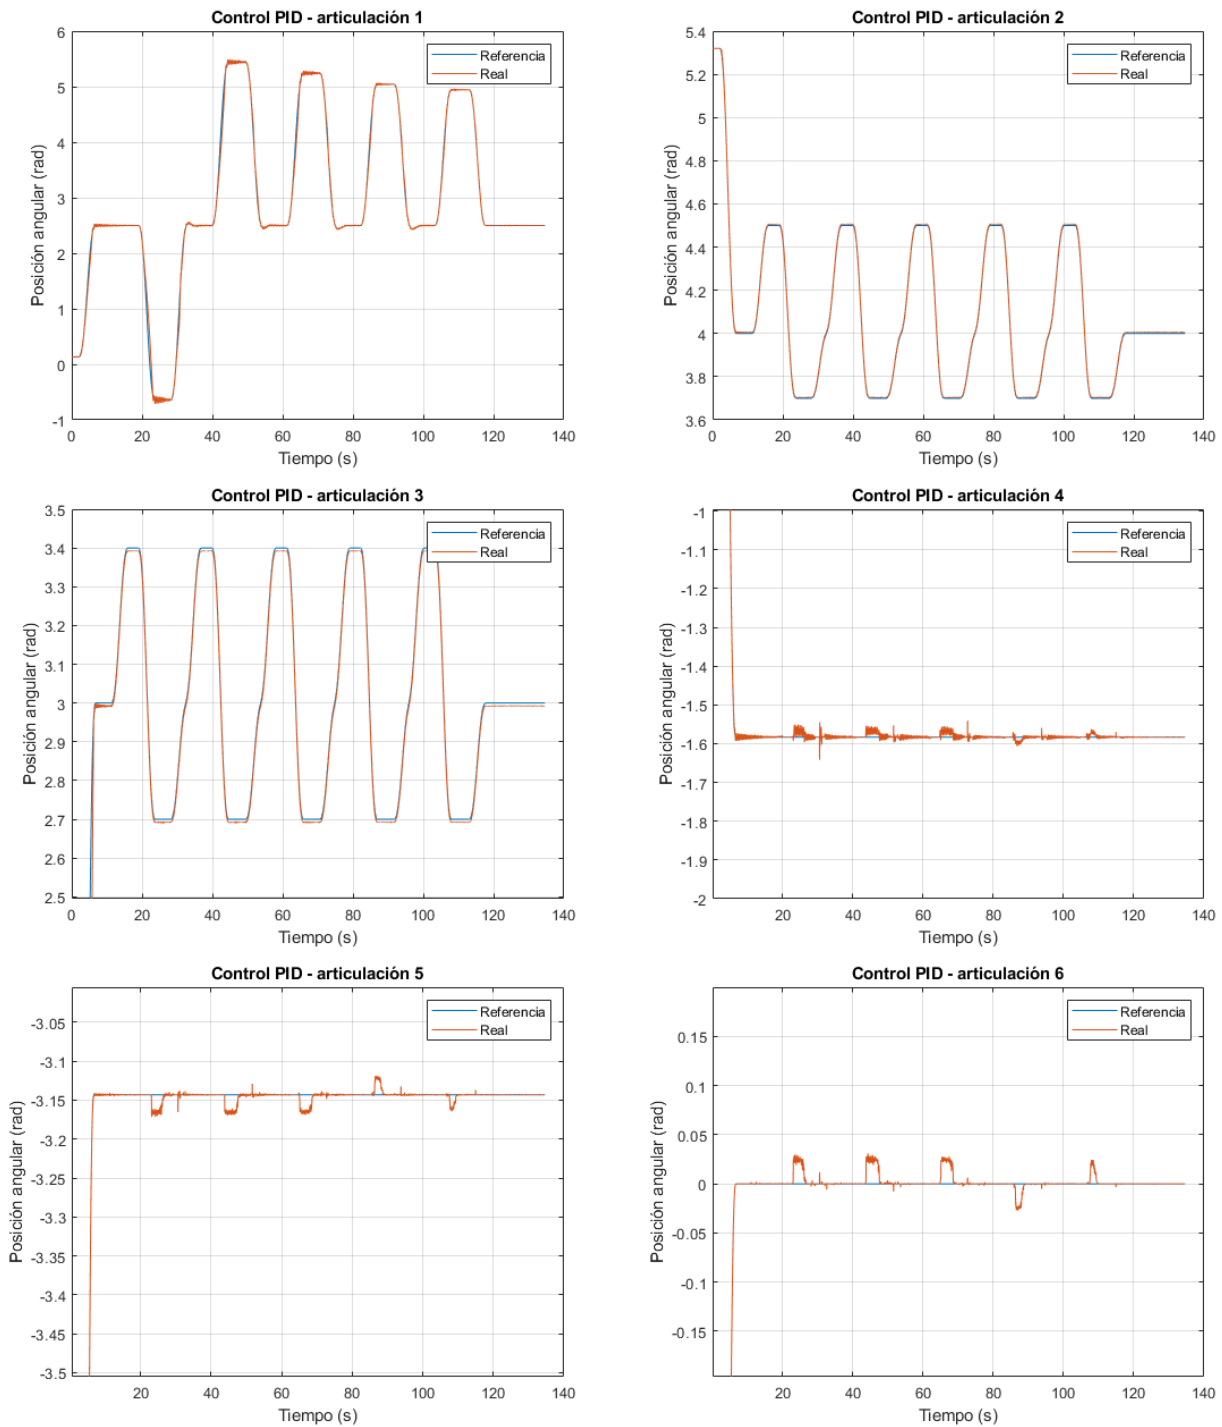 Control PID - articulación 1
Referencia
Real
6
5
4
3
2
1
0
-1
0 20 40 60 80 100 120 140
Posición angular (rad)
Tiempo (s)
Control PID - articulación 2
Referencia
Real
5.4
5.2
5
4.8
4.6
4.4
4.2
4
3.8
3.6
0 20 40 60 80 100 120 140
Posición angular (rad)
Tiempo (s)
Control PID - articulación 3
Referencia
Real
3.5
3.4
3.3
3.2
3.1
3
2.9
2.8
2.7
2.6
2.5
0 20 40 60 80 100 120 140
Posición angular (rad)
Tiempo (s)
Control PID - articulación 4
Referencia
Real
-1
-1.1
-1.2
-1.3
-1.4
-1.5
-1.6
-1.7
-1.8
-1.9
-2
20 40 60 80 100 120 140
Posición angular (rad)
Tiempo (s)
Control PID - articulación 5
Referencia
Real
-3.05
-3.1
-3.15
-3.2
-3.25
-3.3
-3.35
-3.4
-3.45
-3.5
20 40 60 80 100 120 140
Posición angular (rad)
Tiempo (s)
Control PID - articulación 6
Referencia
Real
0.15
0.1
0.05
0
-0.05
-0.1
-0.15
20 40 60 80 100 120 140
Posición angular (rad)
Tiempo (s)